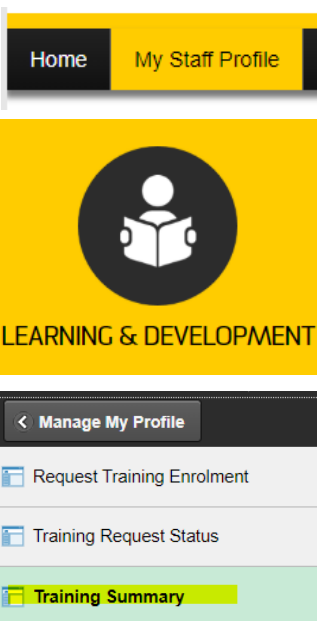 Home My Staff Profile
LEARNING & DEVELOPMENT
Manage My Profile
Request Training Enrolment
Training Request Status
Training Summary